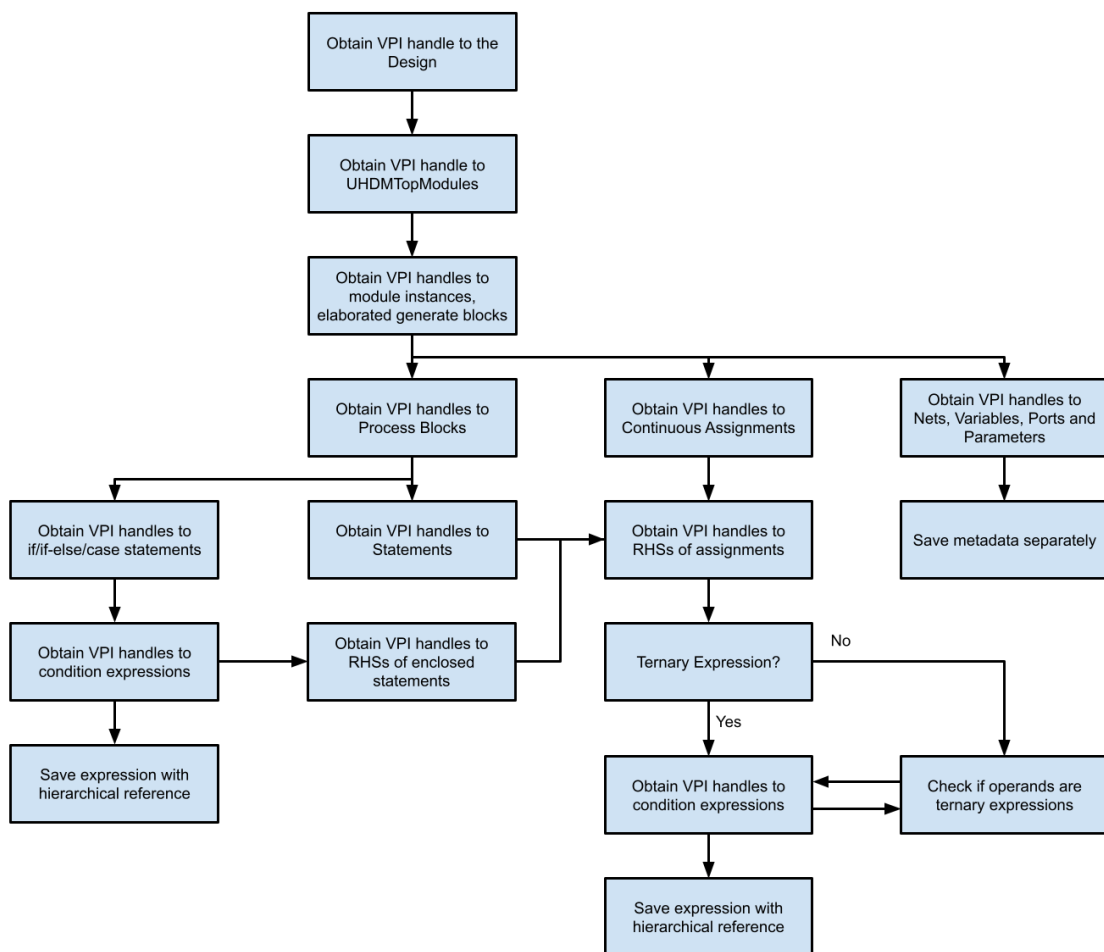 Obtain VPI handle to the
Design
Obtain VPI handle to
UHDMTopModules
Obtain VPI handles to
module instances,
elaborated generate blocks
Obtain VPI handles to
Process Blocks
Obtain VPI handles to
Continuous Assignments
Obtain VPI handles to
Nets, Variables, Ports and
Parameters
Obtain VPI handles to
if/if-else/case statements
Obtain VPI handles to
Statements
Obtain VPI handles to
RHSs of assignments
Save metadata separately
Obtain VPI handles to
condition expressions
Obtain VPI handles to
RHSs of enclosed
statements
Ternary Expression?
No
Yes
Save expression with
hierarchical reference
Obtain VPI handles to
condition expressions
Check if operands are
ternary expressions
Save expression with
hierarchical reference